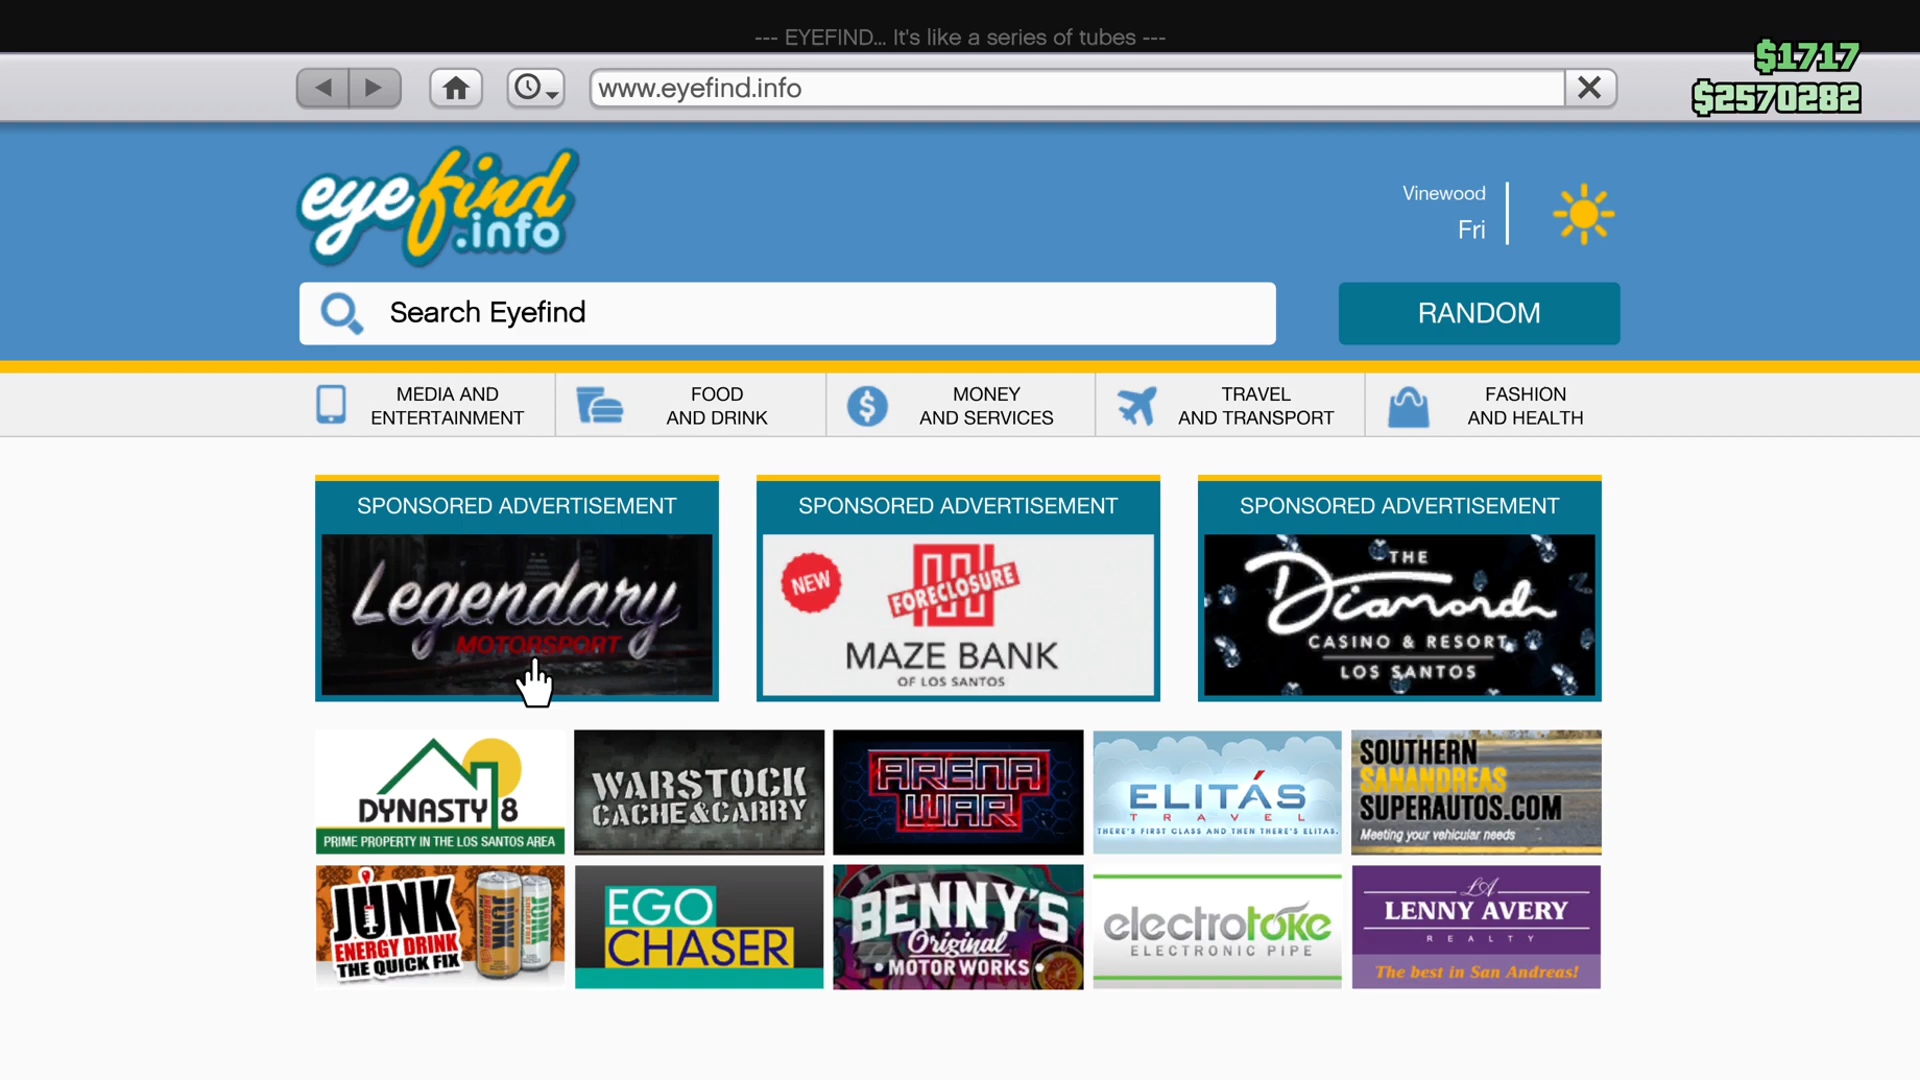 --- EYEFIND... It's like a series of tubes ---
www.eyefind.info
$1717
$2570282
eyefind
.info
Vinewood
Fri
Search Eyefind
RANDOM
MEDIA AND
ENTERTAINMENT
FOOD
AND DRINK
MONEY
AND SERVICES
TRAVEL
AND TRANSPORT
FASHION
AND HEALTH
SPONSORED ADVERTISEMENT
Legendary
MOTORSPORT
SPONSORED ADVERTISEMENT
NEW
FORECLOSURE
MAZE BANK
OF LOS SANTOS
SPONSORED ADVERTISEMENT
THE
Diamond
CASINO & RESORT
LOS SANTOS
DYNASTY 8
PRIME PROPERTY IN THE LOS SANTOS AREA
WARSTOCK
CACHE&CARRY
ARENA
WAR
ELITÁS
TRAVEL
THERE'S FIRST CLASS AND THEN THERE'S ELITAS.
SOUTHERN
SANANDREAS
SUPERAUTOS.COM
Meeting your vehicular needs
JUNK
ENERGY DRINK
THE QUICK FIX
JUNK
JUNK
EGO
CHASER
BENNY'S
Original
•MOTOR WORKS•
electrotoke
ELECTRONIC PIPE
LA
LENNY AVERY
REALTY
The best in San Andreas!